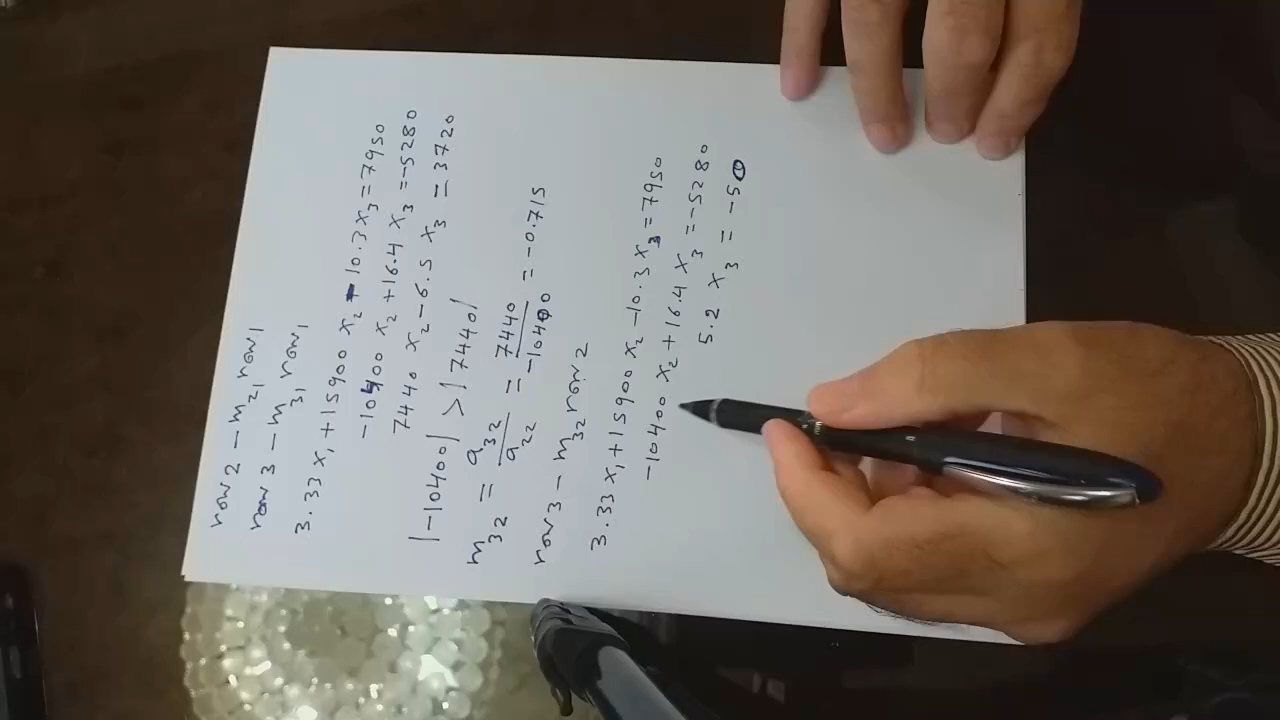 row 2 - m₂₁ row 1
row 3 - m₃₁ row 1
3.33 x₁ + 15900 x₂ - 10.3 x₃ = 7950
-10400 x₂ + 16.4 x₃ = -5280
7440 x₂ - 6.5 x₃ = 3720
|-10400| > |7440|
m₃₂ = a₃₂/a₂₂ = 7440/-10400 = -0.715
row 3 - m₃₂ row 2
3.33 x₁ + 15900 x₂ - 10.3 x₃ = 7950
-10400 x₂ + 16.4 x₃ = -5280
5.2 x₃ = -50